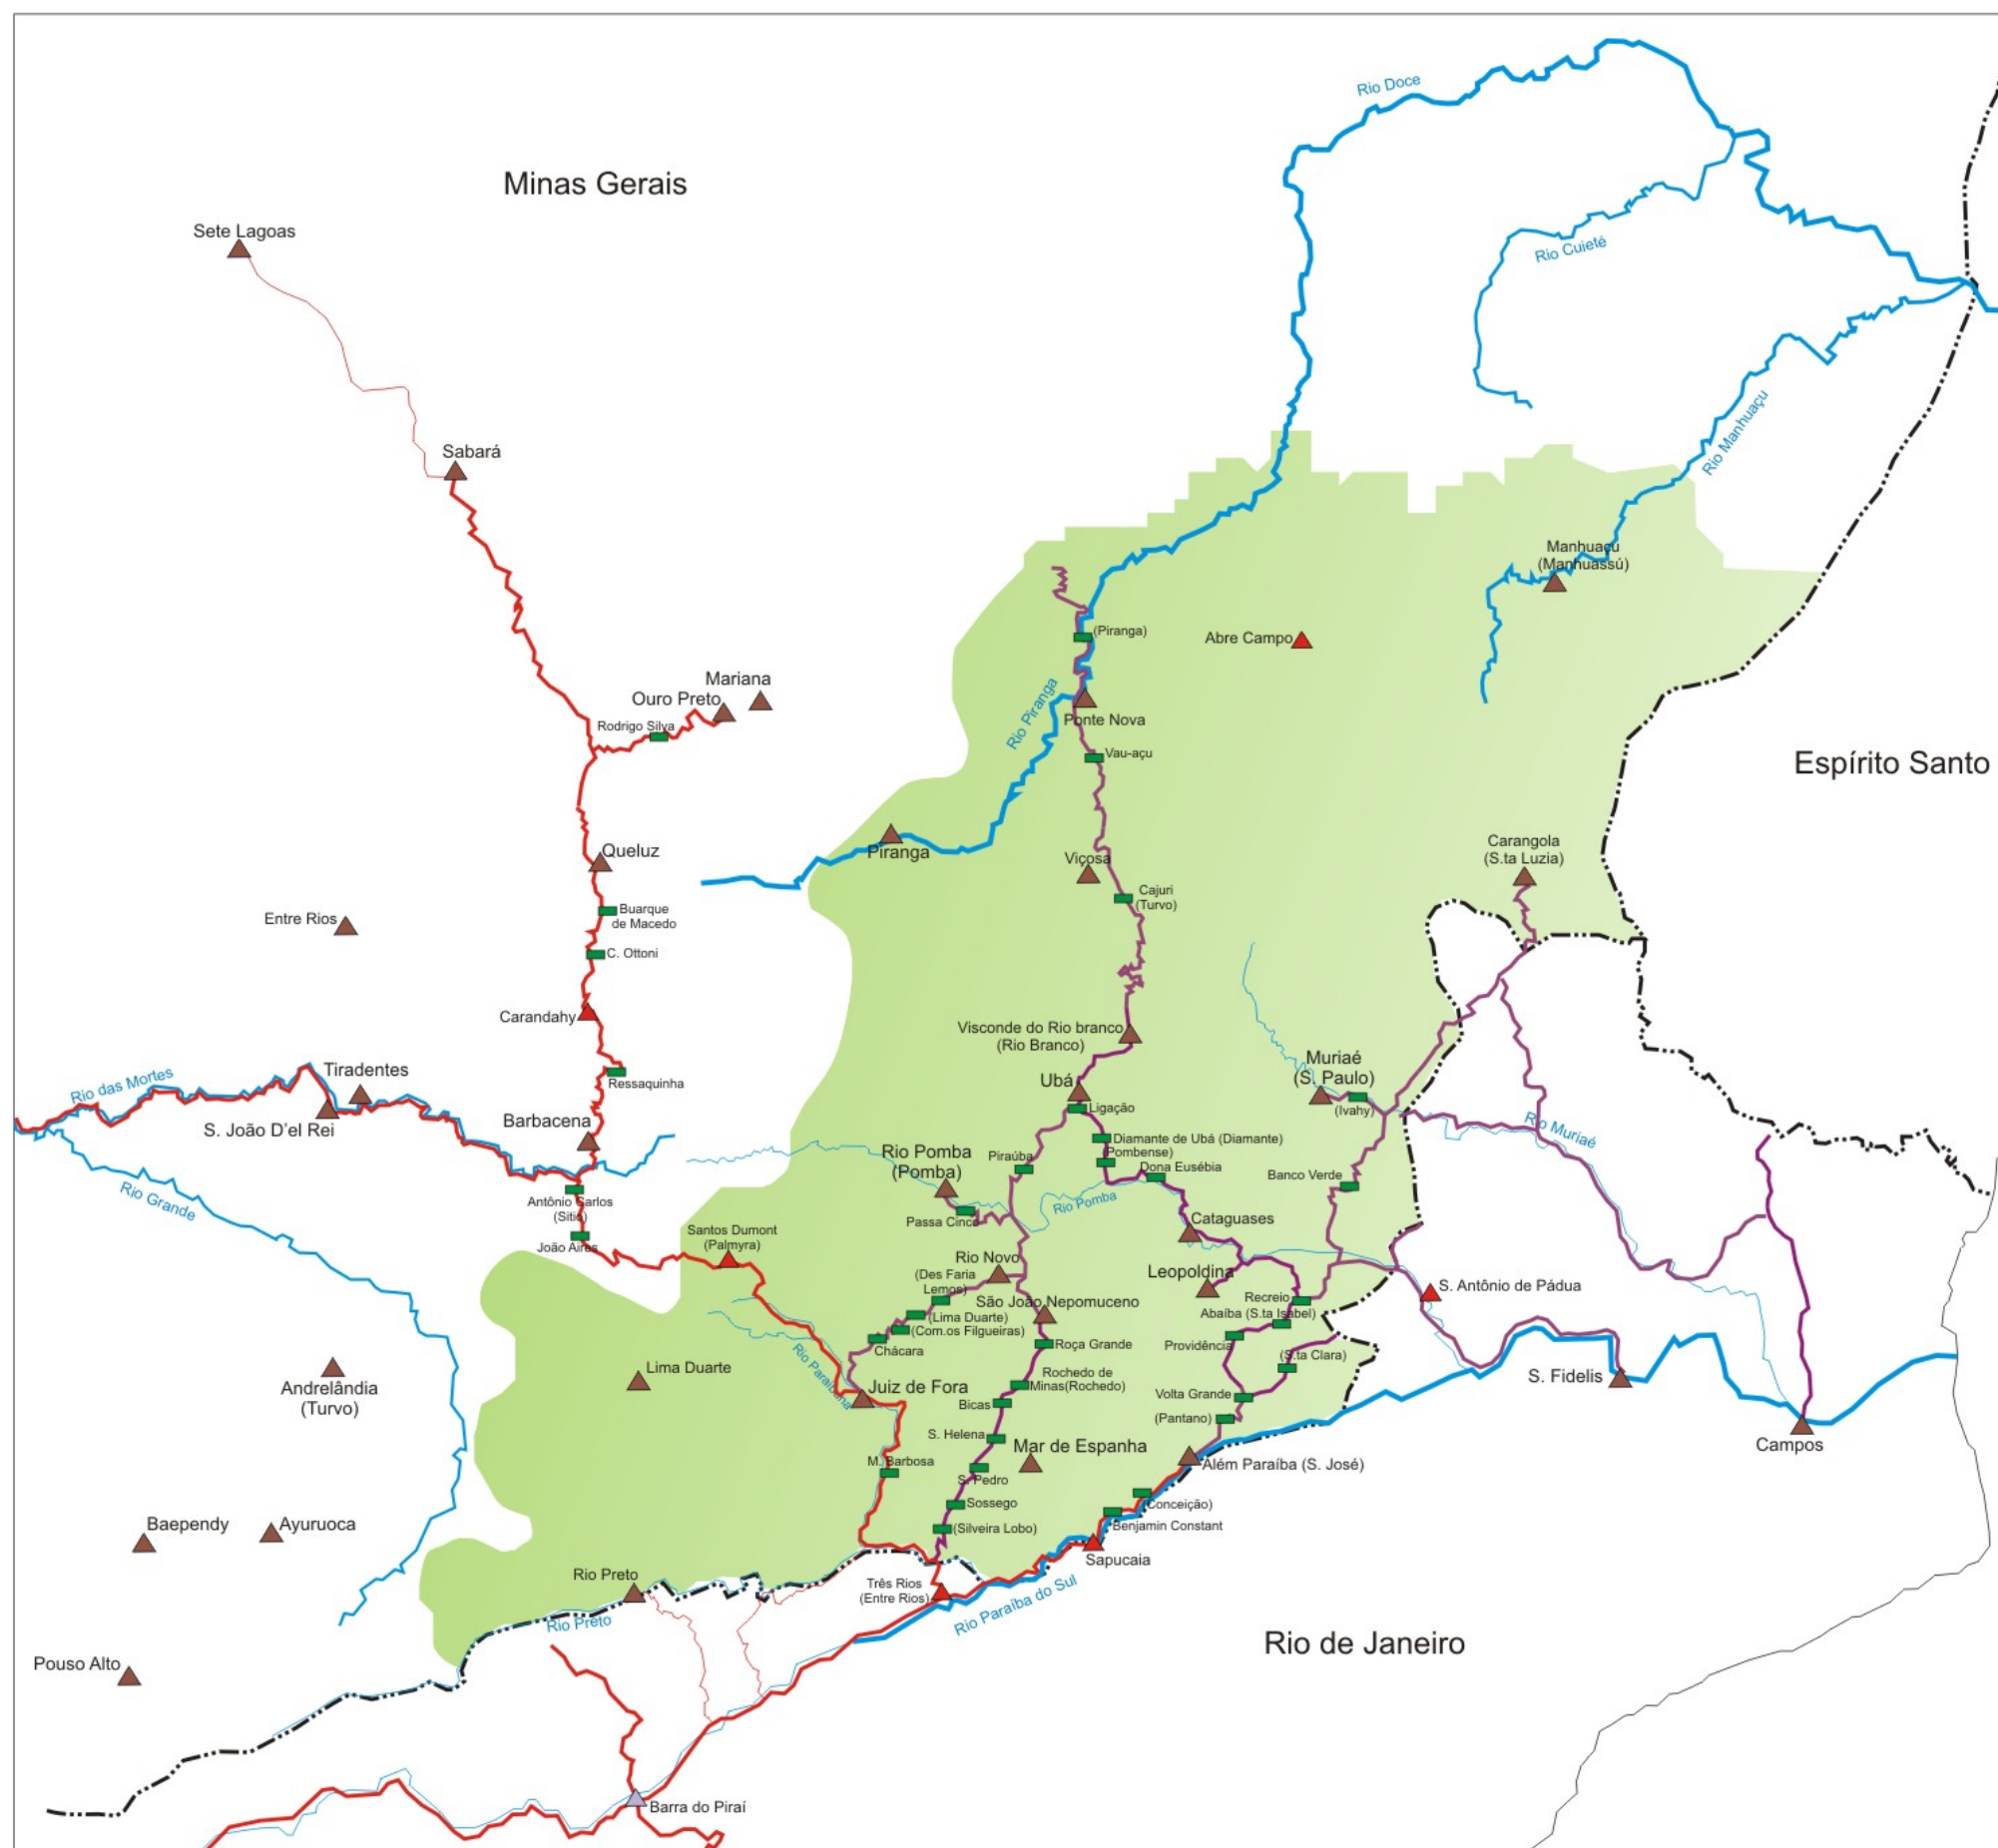 Rio Doce
Minas Gerais
Sete Lagoas
Rio Cuieté
Rio Manhuaçu
Sabará
Manhuaçu
(Manhuassú)
(Piranga)
Abre Campo
Mariana
Ouro Preto
Rodrigo Silva
Rio Piranga
Ponte Nova
Vau-açu
Espírito Santo
Queluz
Piranga
Viçosa
Carangola
(S.ta Luzia)
Cajuri
(Turvo)
Buarque
de Macedo
Entre Rios
C. Ottoni
Carandahy
Visconde do Rio branco
(Rio Branco)
Ressaquinha
Muriaé
(S. Paulo)
(Ivahy)
Rio Muriaé
Tiradentes
Rio das Mortes
S. João D'el Rei
Barbacena
Ubá
Ligação
Diamante de Ubá (Diamante)
Pombense)
Dona Eusébia
Rio Pomba
(Pomba)
Piraúba
Banco Verde
Rio Grande
Antônio Carlos
(Sitio)
João Aires
Passa Cinco
Rio Pomba
Cataguases
Santos Dumont
(Palmyra)
Rio Novo
(Des Faria
Lemos)
Leopoldina
S. Antônio de Pádua
São João Nepomuceno
Recreio
Abaíba (S.ta Isabel)
(Lima Duarte)
(Com.os Filgueiras)
Chácara
Roça Grande
Providência
(S.ta Clara)
Rio Paraibuna
Lima Duarte
Andrelândia
(Turvo)
Juiz de Fora
Rochedo de
Minas(Rochedo)
Bicas
Volta Grande
(Pantano)
S. Fidelis
S. Helena
Mar de Espanha
Campos
M. Barbosa
S. Pedro
Além Paraíba (S. José)
Sossego
Conceição)
Benjamin Constant
(Silveira Lobo)
Baependy
Ayuruoca
Sapucaia
Rio Preto
Três Rios
(Entre Rios)
Rio Paraíba do Sul
Rio Preto
Rio de Janeiro
Pouso Alto
Barra do Piraí